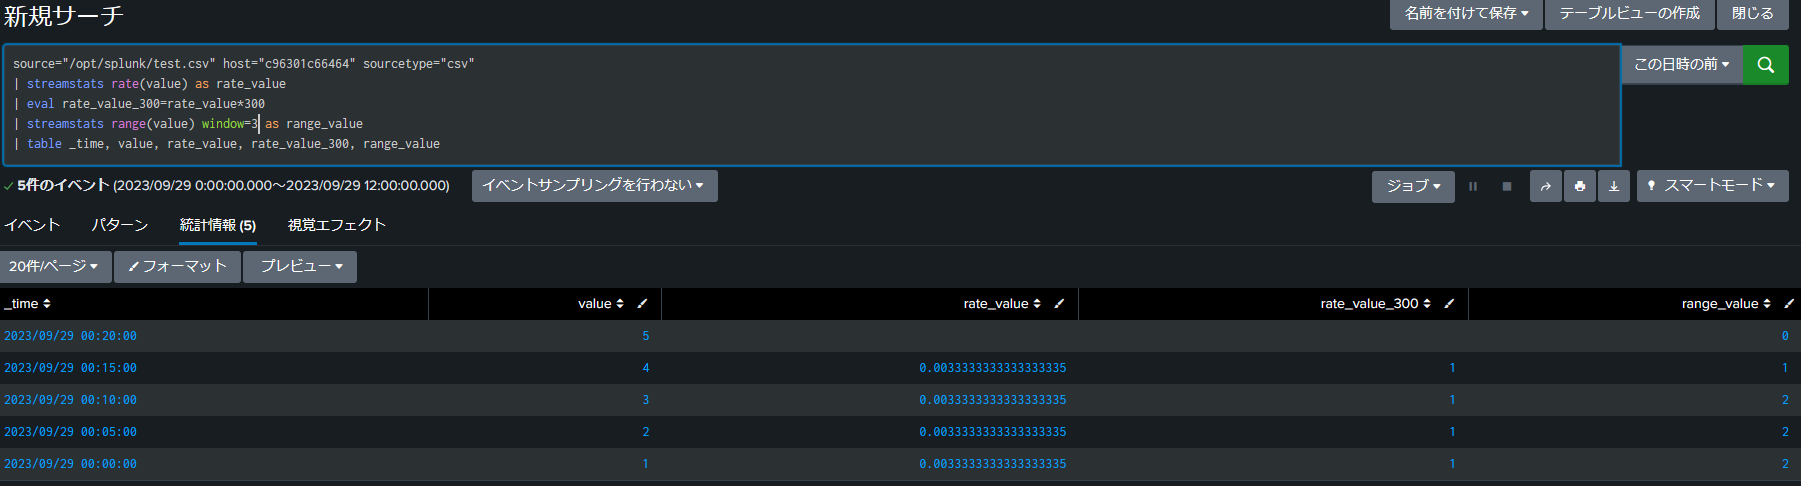 新規サーチ
名前を付けて保存 テーブルビューの作成 閉じる
source="/opt/splunk/test.csv" host="c96301c66464" sourcetype="csv"
| streamstats rate(value) as rate_value
| eval rate_value_300=rate_value*300
| streamstats range(value) window=3 as range_value
| table _time, value, rate_value, rate_value_300, range_value
この日時の前
5件のイベント (2023/09/29 0:00:00.000～2023/09/29 12:00:00.000) イベントサンプリングを行わない ジョブ スマートモード
イベント パターン 統計情報 (5) 視覚エフェクト
20件/ページ フォーマット プレビュー
_time value rate_value rate_value_300 range_value
2023/09/29 00:20:00 5 0
2023/09/29 00:15:00 4 0.0033333333333333335 1 1
2023/09/29 00:10:00 3 0.0033333333333333335 1 2
2023/09/29 00:05:00 2 0.0033333333333333335 1 2
2023/09/29 00:00:00 1 0.0033333333333333335 1 2